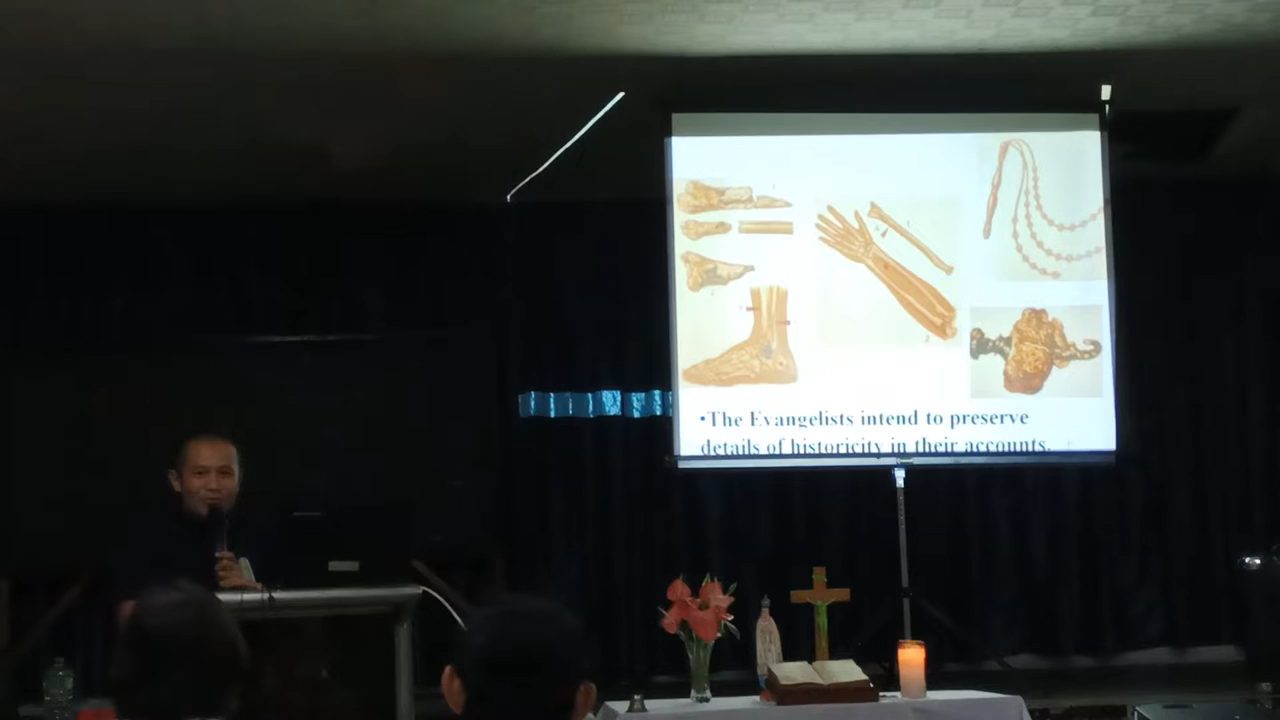 •The Evangelists intend to preserve
details of historicity in their accounts.